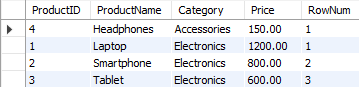 ProductID ProductName Category Price RowNum
4 Headphones Accessories 150.00 1
1 Laptop Electronics 1200.00 1
2 Smartphone Electronics 800.00 2
3 Tablet Electronics 600.00 3